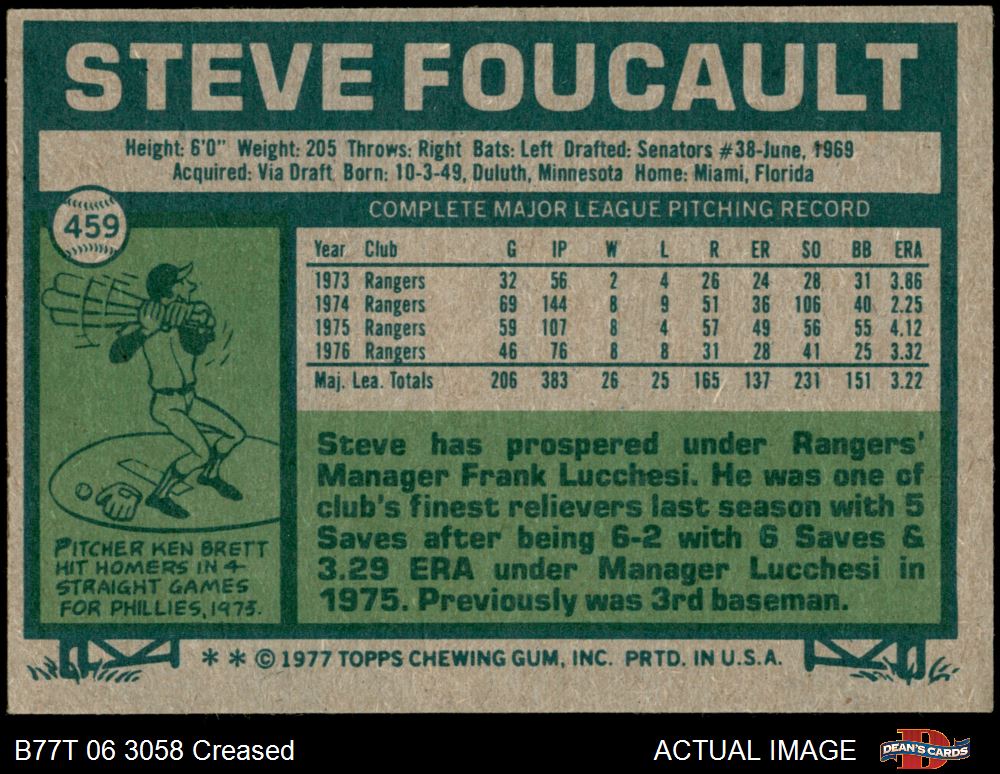 STEVE FOUCAULT
Height: 6'0" Weight: 205 Throws: Right Bats: Left Drafted: Senators #38-June, 1969
Acquired: Via Draft Born: 10-3-49, Duluth, Minnesota Home: Miami, Florida
459
COMPLETE MAJOR LEAGUE PITCHING RECORD
Year Club G IP W L R ER SO BB ERA
1973 Rangers 32 56 2 4 26 24 28 31 3.86
1974 Rangers 69 144 8 9 51 36 106 40 2.25
1975 Rangers 59 107 8 4 57 49 56 55 4.12
1976 Rangers 46 76 8 8 31 28 41 25 3.32
Maj. Lea. Totals 206 383 26 25 165 137 231 151 3.22
PITCHER KEN BRETT
HIT HOMERS IN 4
STRAIGHT GAMES
FOR PHILLIES, 1973.
Steve has prospered under Rangers'
Manager Frank Lucchesi. He was one of
club's finest relievers last season with 5
Saves after being 6-2 with 6 Saves &
3.29 ERA under Manager Lucchesi in
1975. Previously was 3rd baseman.
* * © 1977 TOPPS CHEWING GUM, INC. PRTD. IN U.S.A.
B77T 06 3058 Creased
ACTUAL IMAGE
DEAN'S CARDS